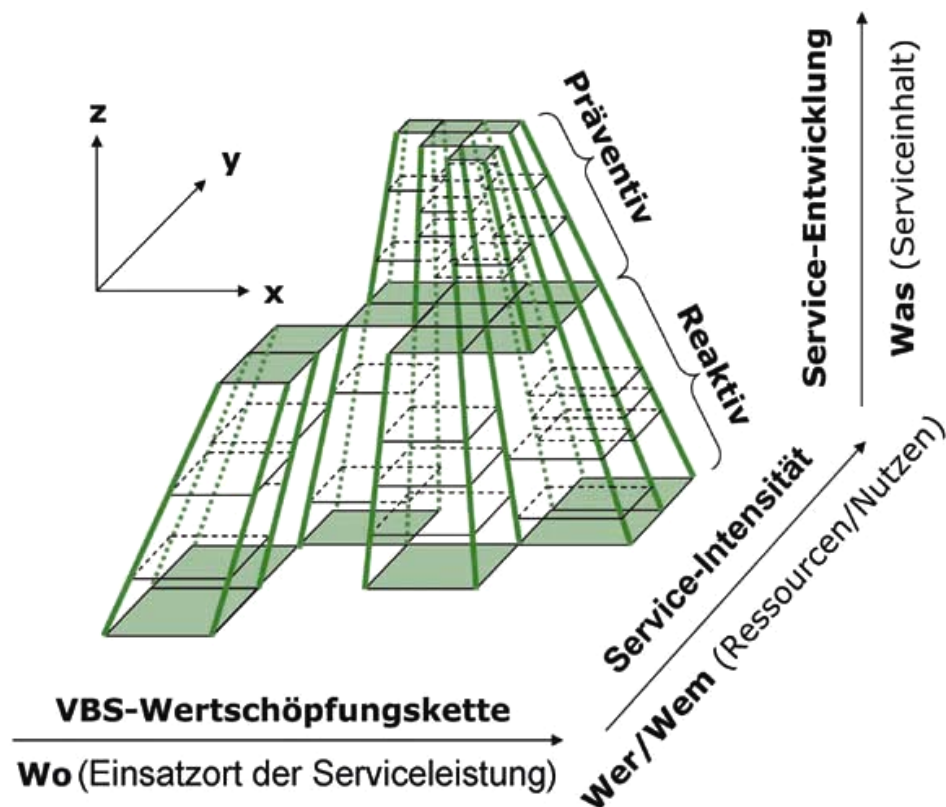 z
y
x
Präventiv
Reaktiv
Service-Entwicklung
Was (Serviceinhalt)
Service-Intensität
Wer/Wem (Ressourcen/Nutzen)
VBS-Wertschöpfungskette
Wo (Einsatzort der Serviceleistung)